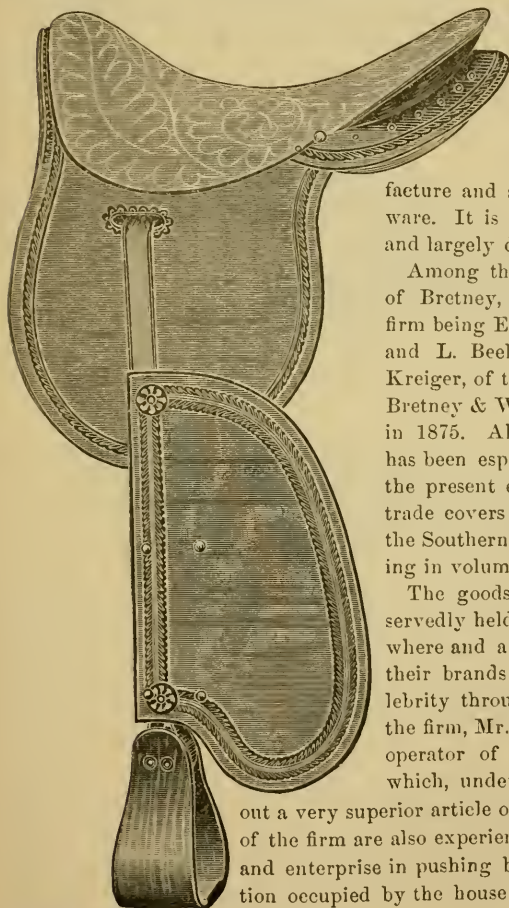 facture and s
ware. It is
and largely c
Among th
of Bretney,
firm being E
and L. Beel
Kreiger, of t
Bretney & W
in 1875. Al
has been esp
the present e
trade covers
the Southern
ing in volum
The goods
servedly held
where and a
their brands
lebrity throu
the firm, Mr.
operator of
which, unde
out a very superior article o
of the firm are also experien
and enterprise in pushing b
tion occupied by the house